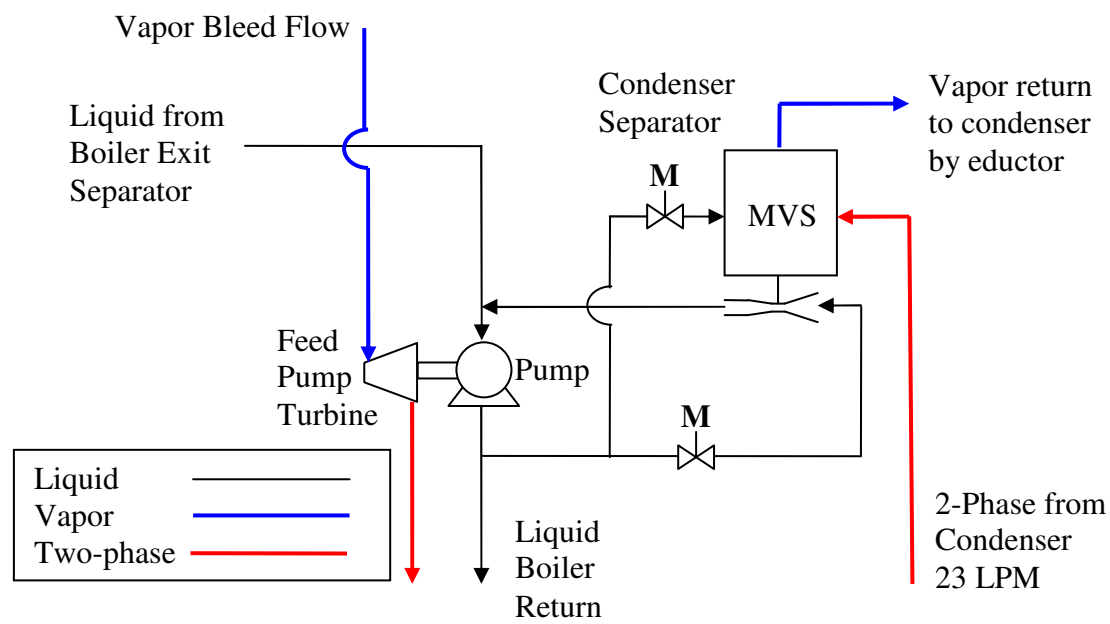 Vapor Bleed Flow
Liquid from
Boiler Exit
Separator
Condenser
Separator
Vapor return
to condenser
by eductor
M
MVS
Feed
Pump
Turbine
Pump
M
Liquid
Vapor
Two-phase
Liquid
Boiler
Return
2-Phase from
Condenser
23 LPM